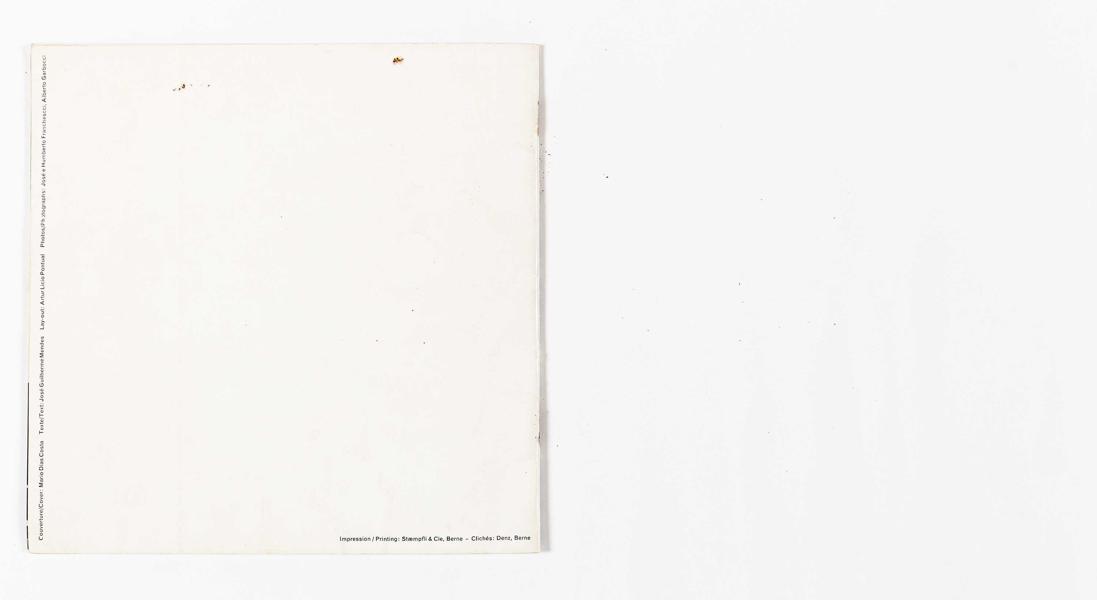 Couverture/Cover: Mario Dias Costa Texte/Text: José Guilherme Mendes Lay-out: Artur Licio Pontual Photos/Photographs: José e Humberto Franceschi, Alberto Garbocci
Impression / Printing: Stæmpfli & Cie, Berne – Clichés: Denz, Berne